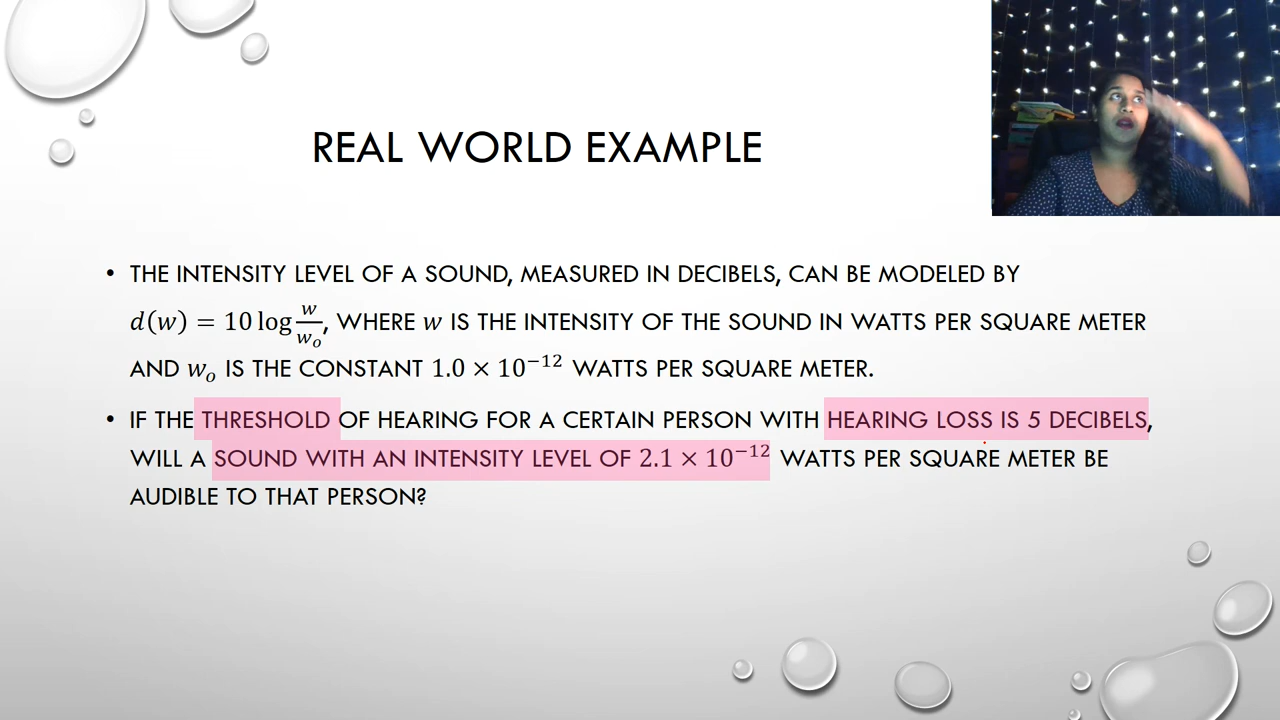 REAL WORLD EXAMPLE
• THE INTENSITY LEVEL OF A SOUND, MEASURED IN DECIBELS, CAN BE MODELED BY
d(w) = 10 log w/wₒ, WHERE w IS THE INTENSITY OF THE SOUND IN WATTS PER SQUARE METER
AND wₒ IS THE CONSTANT 1.0 × 10⁻¹² WATTS PER SQUARE METER.
• IF THE THRESHOLD OF HEARING FOR A CERTAIN PERSON WITH HEARING LOSS IS 5 DECIBELS,
WILL A SOUND WITH AN INTENSITY LEVEL OF 2.1 × 10⁻¹² WATTS PER SQUARE METER BE
AUDIBLE TO THAT PERSON?